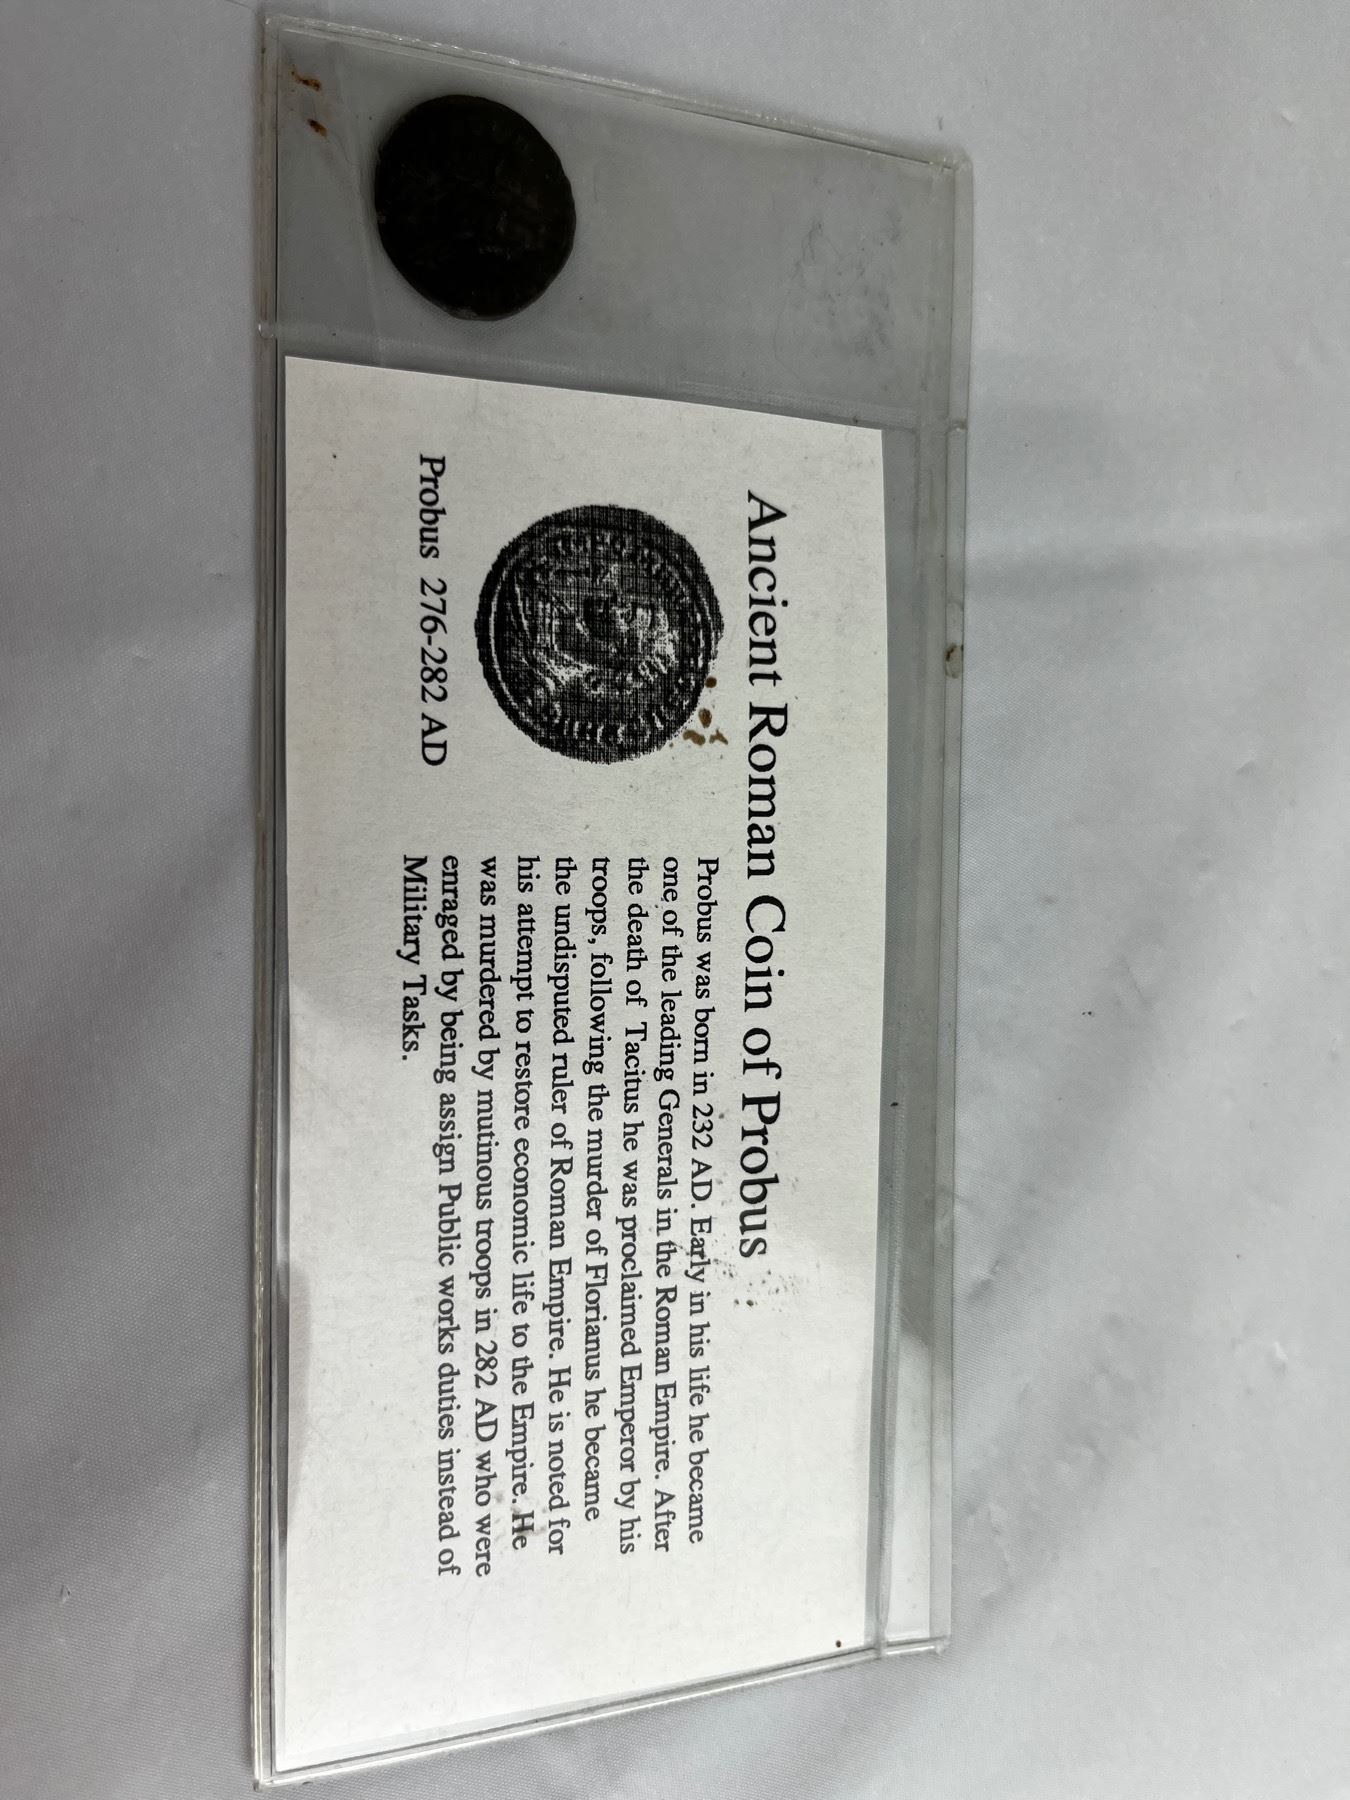 Ancient Roman Coin of Probus
Probus 276-282 AD
Probus was born in 232 AD. Early in his life he became
one of the leading Generals in the Roman Empire. After
the death of Tacitus he was proclaimed Emperor by his
troops, following the murder of Florianus he became
the undisputed ruler of Roman Empire. He is noted for
his attempt to restore economic life to the Empire. He
was murdered by mutinous troops in 282 AD who were
enraged by being assign Public works duties instead of
Military Tasks.